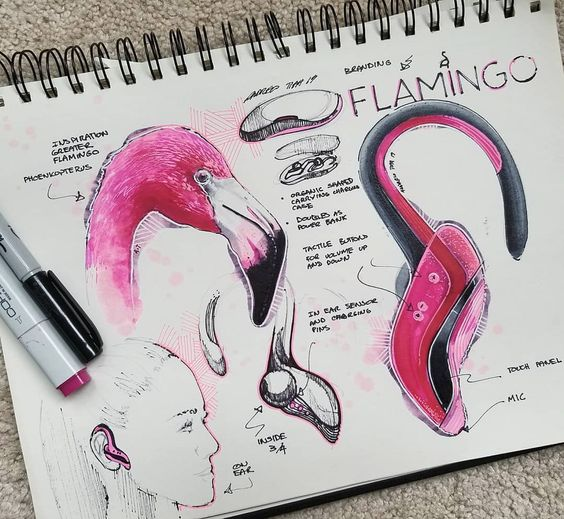 INSPIRATION
GREATER
FLAMINGO
PHOENKOPTERUS
BRANDING
FLAMINGO
• ORGANIC SHAPED
CARRYING CHARGING
CASE
• DOUBLES AS
POWER BANK
TACTILE BUTTONS
FOR VOLUME UP
AND DOWN
IN EAR SENSOR
AND CHARGING
PINS
INSIDE
3/4
ON
EAR
TOUCH PANEL
MIC